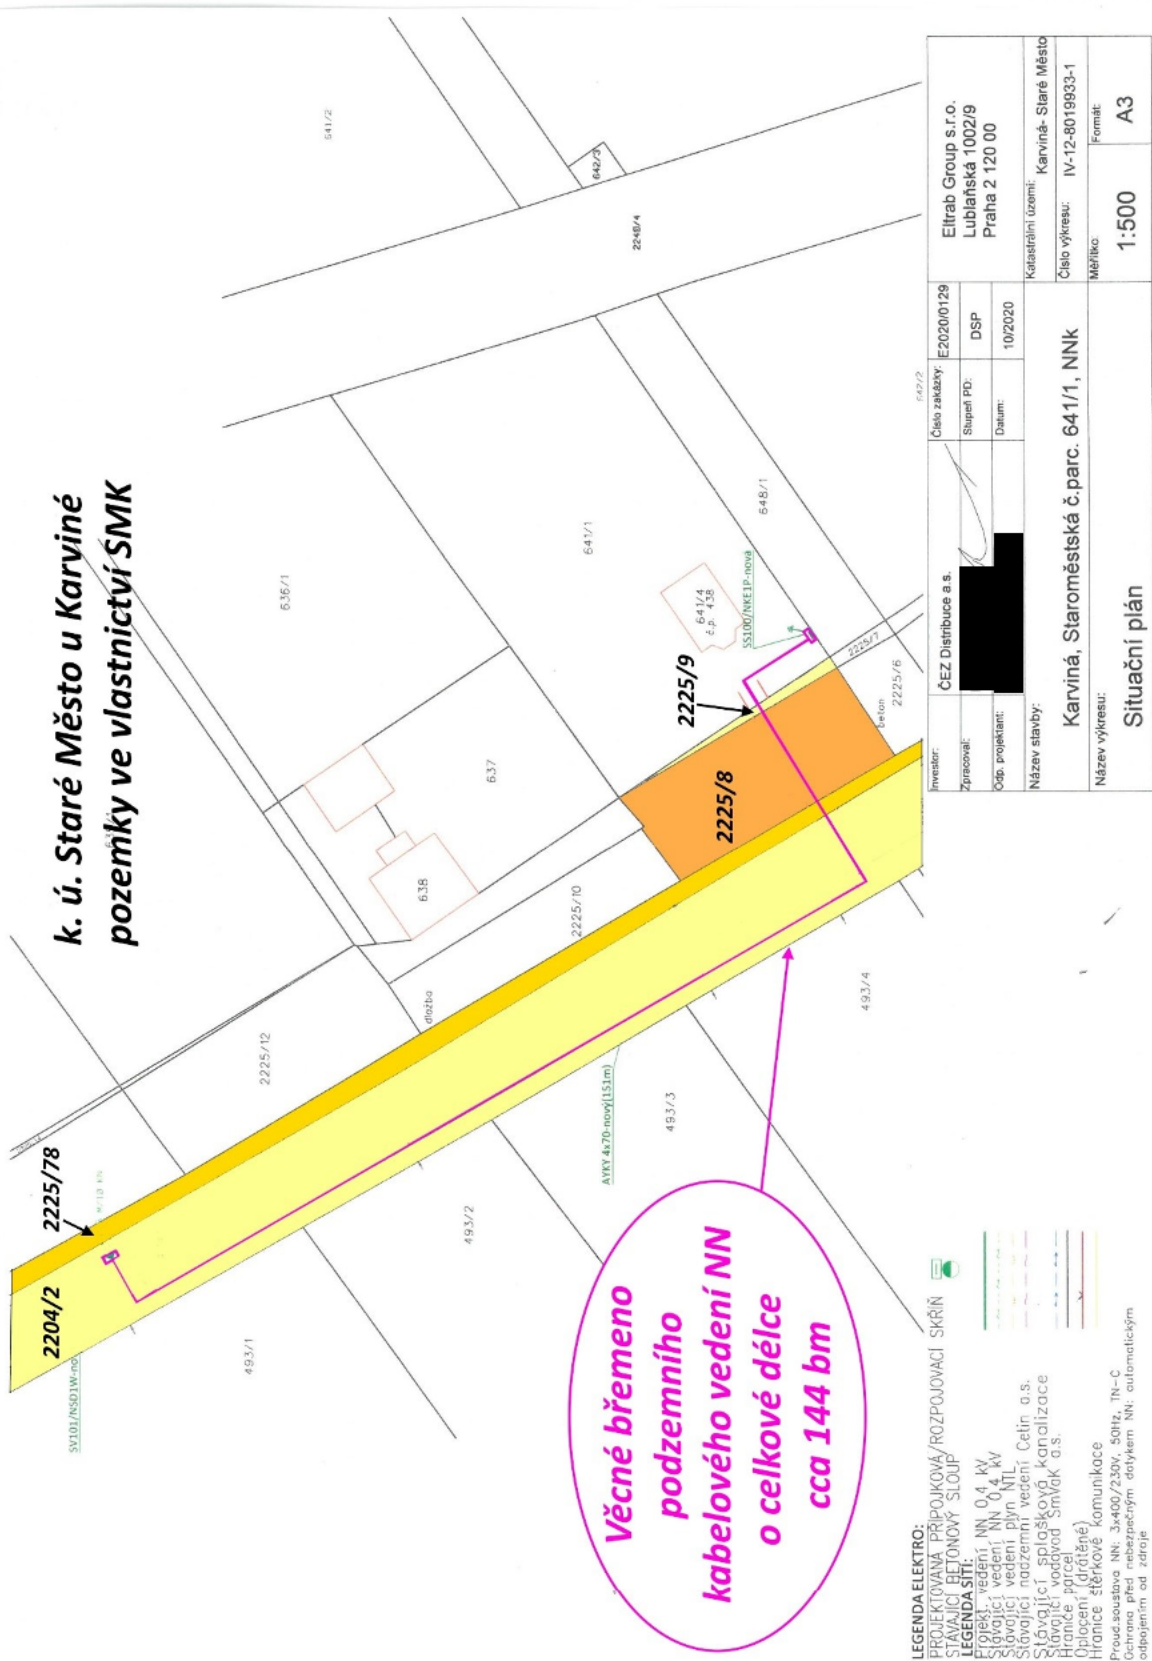 k. ú. Staré Město u Karviné
pozemky ve vlastnictví SMK
641/2
642/3
2248/4
642/2
636/1
641/1
648/1
641/4
č.p. 438
SS100/NKE1P-nová
2225/9
2225/7
2225/6
beton
2225/8
637
638
2225/10
dlažba
2225/12
2225/78
2204/2
SV101/NSD1W-no
493/1
493/2
493/3
493/4
AYKY 4x70-nový(151m)
Věcné břemeno
podzemního
kabelového vedení NN
o celkové délce
cca 144 bm
LEGENDA ELEKTRO:
PROJEKTOVANÁ PŘÍPOJKOVÁ/ROZPOJOVACÍ SKŘÍŇ
STÁVAJÍCÍ BETONOVÝ SLOUP
LEGENDA SÍTÍ:
Projekt. vedení NN 0,4 kV
Stávající vedení NN 0,4 kV
Stávající vedení plyn NTL
Stávající nadzemní vedení Cetin a.s.
Stávající splašková kanalizace
Stávající vodovod SmVaK a.s.
Hranice parcel
Oplocení (drátěné)
Hranice štěrkové komunikace
Proud.soustava NN: 3x400/230V, 50Hz, TN-C
Ochrana před nebezpečným dotykem NN: automatickým
odpojením od zdroje
Investor:
ČEZ Distribuce a.s.
Zpracoval:
Odp. projektant:
Číslo zakázky:
E2020/0129
Stupeň PD:
DSP
Datum:
10/2020
Eltrab Group s.r.o.
Lublaňská 1002/9
Praha 2 120 00
Název stavby:
Karviná, Staroměstská č.parc. 641/1, NNk
Katastrální území:
Karviná- Staré Město
Číslo výkresu:
IV-12-8019933-1
Název výkresu:
Situační plán
Měřítko:
1:500
Formát:
A3